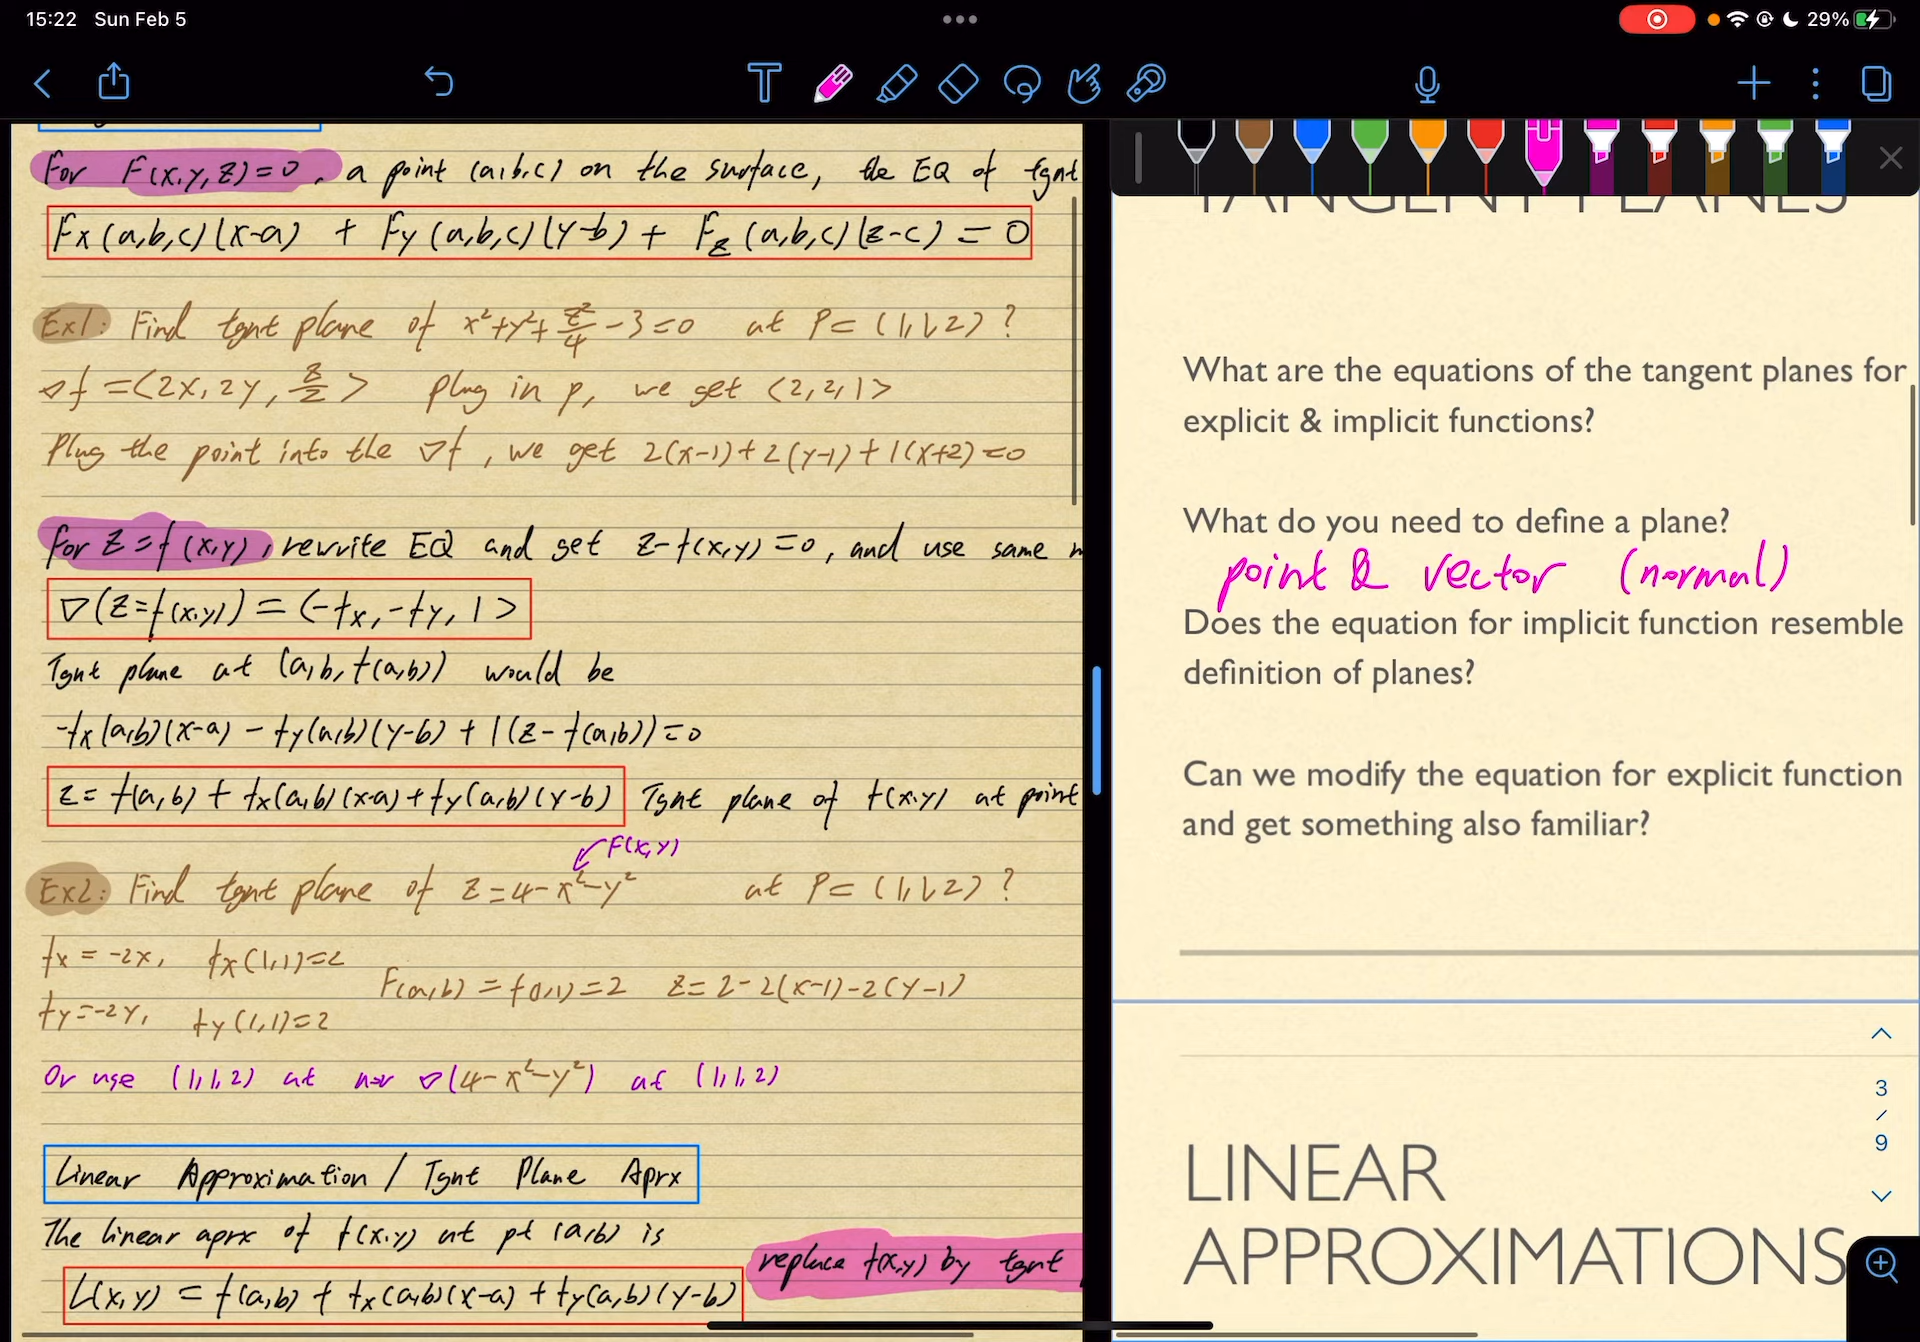 15:22 Sun Feb 5
29%
For F(x,y,z)=0, a point (a,b,c) on the surface, the EQ of tgnt
Fx(a,b,c)(x-a) + Fy(a,b,c)(y-b) + Fz(a,b,c)(z-c) = 0
Ex1: Find tgnt plane of x²+y²+z²/4-3=0 at P=(1,1,2)?
∇f=<2x,2y,z/2> plug in p, we get <2,2,1>
Plug the point into the ∇f, we get 2(x-1)+2(y-1)+1(x+2)=0
for z=f(x,y), rewrite EQ and get z-f(x,y)=0, and use same
∇(z=f(x,y))=<-fx,-fy,1>
Tgnt plane at (a,b,f(a,b)) would be
-fx(a,b)(x-a)-fy(a,b)(y-b)+1(z-f(a,b))=0
z=f(a,b)+fx(a,b)(x-a)+fy(a,b)(y-b) Tgnt plane of f(x,y) at point
F(x,y)
Ex2: Find tgnt plane of z=4-x²-y² at P=(1,1,2)?
fx=-2x, fx(1,1)=2
F(a,b)=f(1,1)=2 z=2-2(x-1)-2(y-1)
fy=-2y, fy(1,1)=2
Or use (1,1,2) at nor ∇(4-x²-y²) at (1,1,2)
Linear Approximation / Tgnt Plane Aprx
The linear aprx of f(x,y) at pt (a,b) is
replace f(x,y) by tgnt
L(x,y)=f(a,b)+fx(a,b)(x-a)+fy(a,b)(y-b)
TANGENT PLANES
What are the equations of the tangent planes for
explicit & implicit functions?
What do you need to define a plane?
point & vector (normal)
Does the equation for implicit function resemble
definition of planes?
Can we modify the equation for explicit function
and get something also familiar?
3
/
9
LINEAR
APPROXIMATIONS